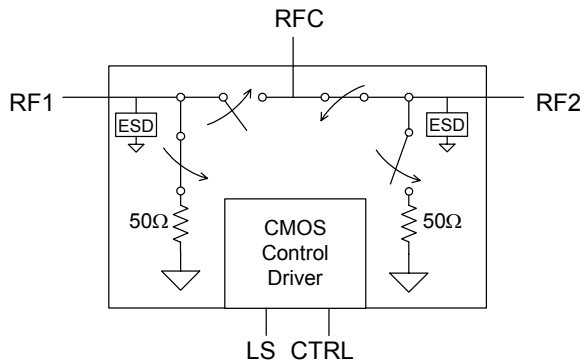 RFC
RF1
RF2
ESD
ESD
50Ω
50Ω
CMOS
Control
Driver
LS CTRL